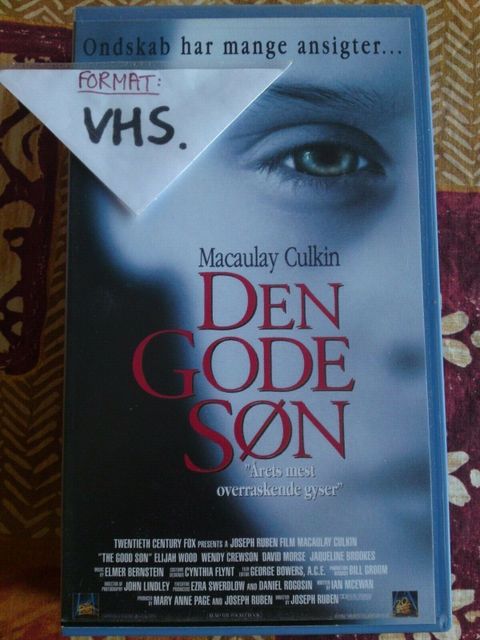 Ondskab har mange ansigter...
FORMAT:
VHS.
Macaulay Culkin
DEN
GODE
SØN
"Årets mest
overraskende gyser"
TWENTIETH CENTURY FOX PRESENTS A JOSEPH RUBEN FILM MACAULAY CULKIN
"THE GOOD SON" ELIJAH WOOD WENDY CREWSON DAVID MORSE JAQUELINE BROOKES
MUSIC BY ELMER BERNSTEIN COSTUME DESIGNER CYNTHIA FLYNT FILM EDITOR GEORGE BOWERS, A.C.E. PRODUCTION DESIGNER BILL GROOM
DIRECTOR OF PHOTOGRAPHY JOHN LINDLEY EXECUTIVE PRODUCERS EZRA SWERDLOW AND DANIEL ROGOSIN WRITTEN BY IAN MCEWAN
PRODUCED BY MARY ANNE PAGE AND JOSEPH RUBEN DIRECTED BY JOSEPH RUBEN